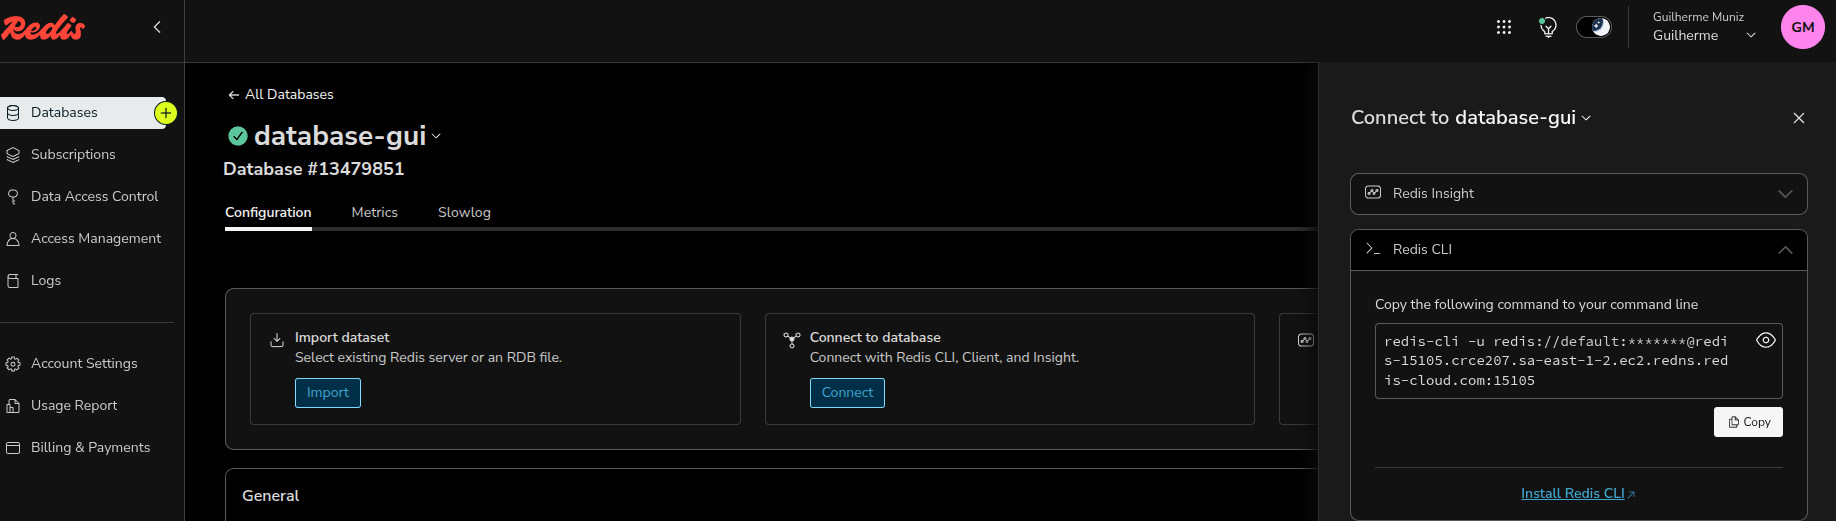 Redis
Guilherme Muniz
Guilherme
GM
Databases
Subscriptions
Data Access Control
Access Management
Logs
Account Settings
Usage Report
Billing & Payments
← All Databases
database-gui
Database #13479851
Configuration
Metrics
Slowlog
Import dataset
Select existing Redis server or an RDB file.
Import
Connect to database
Connect with Redis CLI, Client, and Insight.
Connect
General
Connect to database-gui
Redis Insight
Redis CLI
Copy the following command to your command line
redis-cli -u redis://default:*******@redi
s-15105.crce207.sa-east-1-2.ec2.redns.red
is-cloud.com:15105
Copy
Install Redis CLI